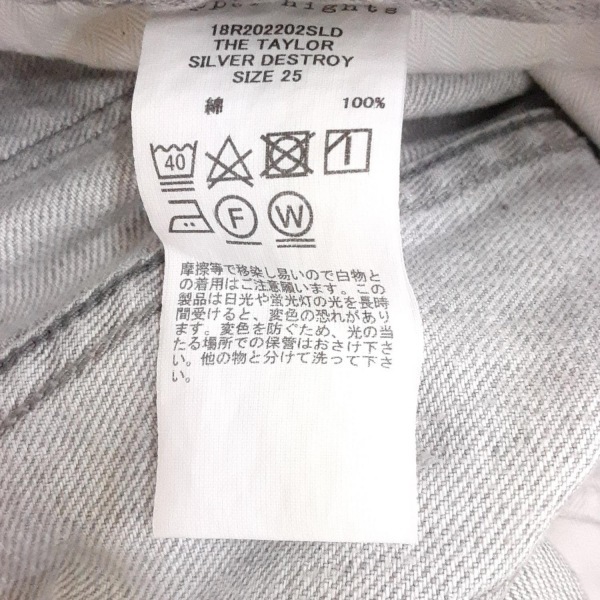 18R202202SLD
THE TAYLOR
SILVER DESTROY
SIZE 25
綿 100%
40
F W
摩擦等で移染し易いので白物と
の着用はご注意願います。この
製品は日光や蛍光灯の光を長時
間受けると、変色の恐れがあり
ます。変色を防ぐため、光の当
たる場所での保管はおさけ下さ
い。他の物と分けて洗って下さ
い。